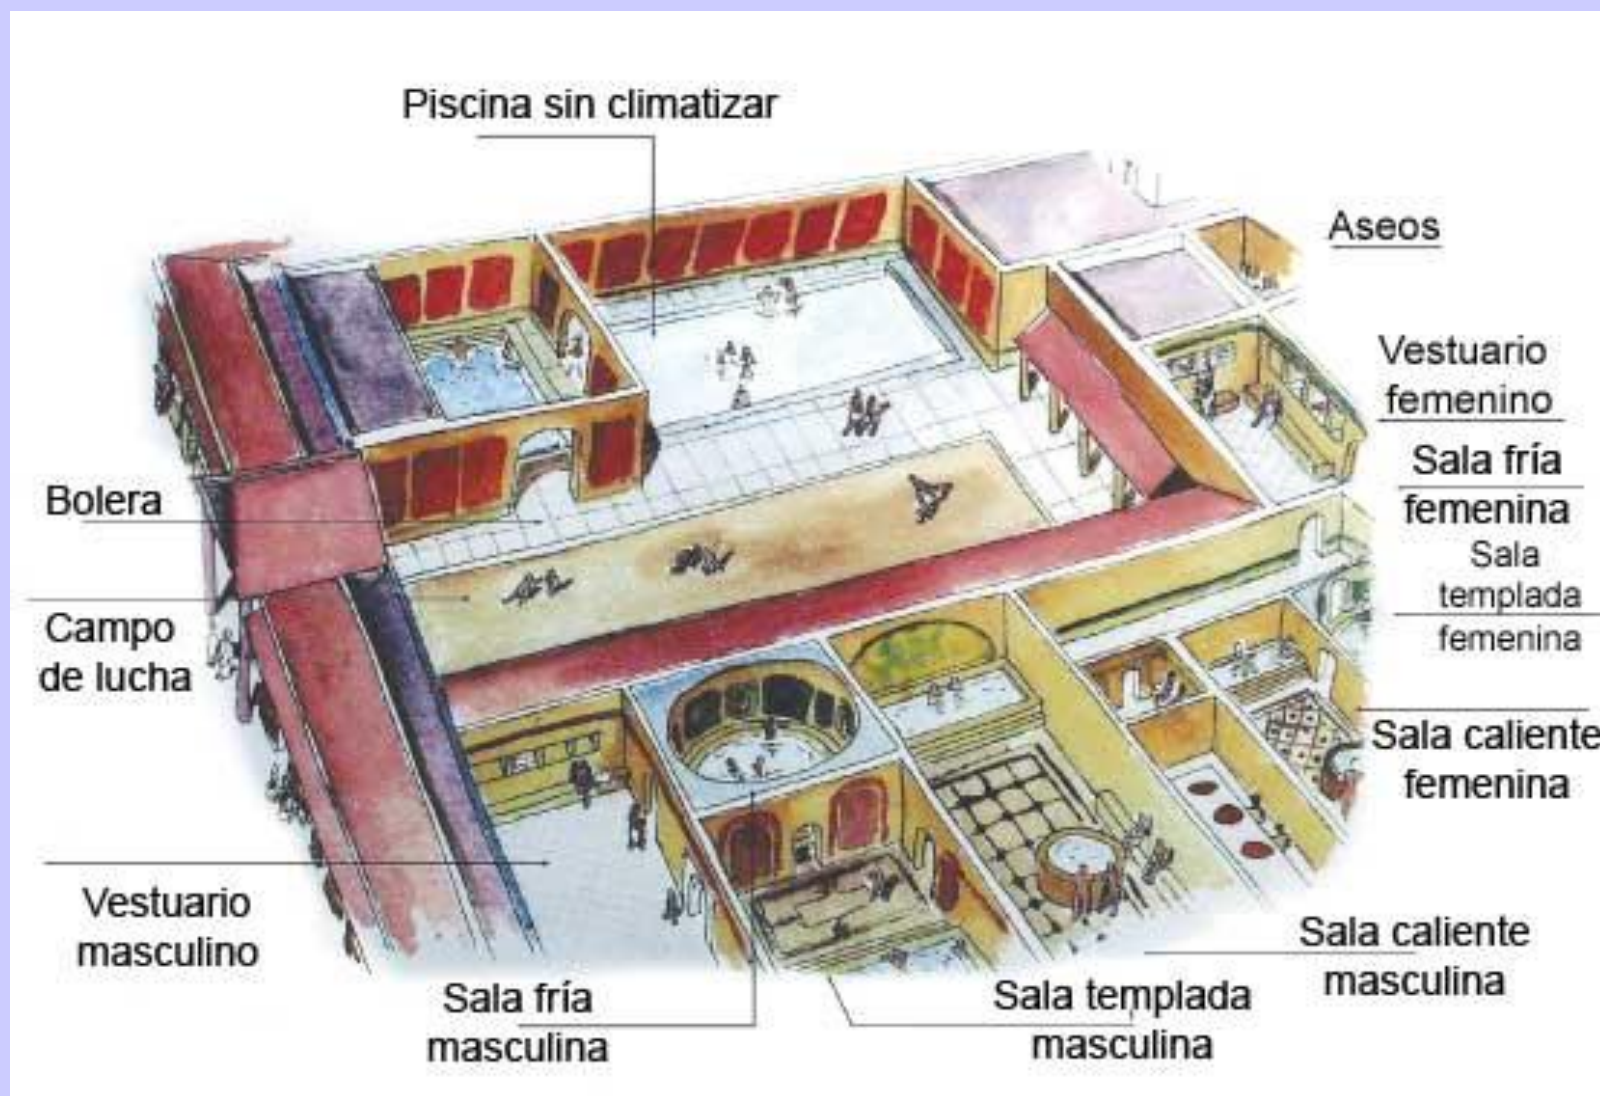 Piscina sin climatizar
Aseos
Vestuario
femenino
Sala fría
femenina
Sala
templada
femenina
Bolera
Campo
de lucha
Sala caliente
femenina
Vestuario
masculino
Sala caliente
masculina
Sala fría
masculina
Sala templada
masculina